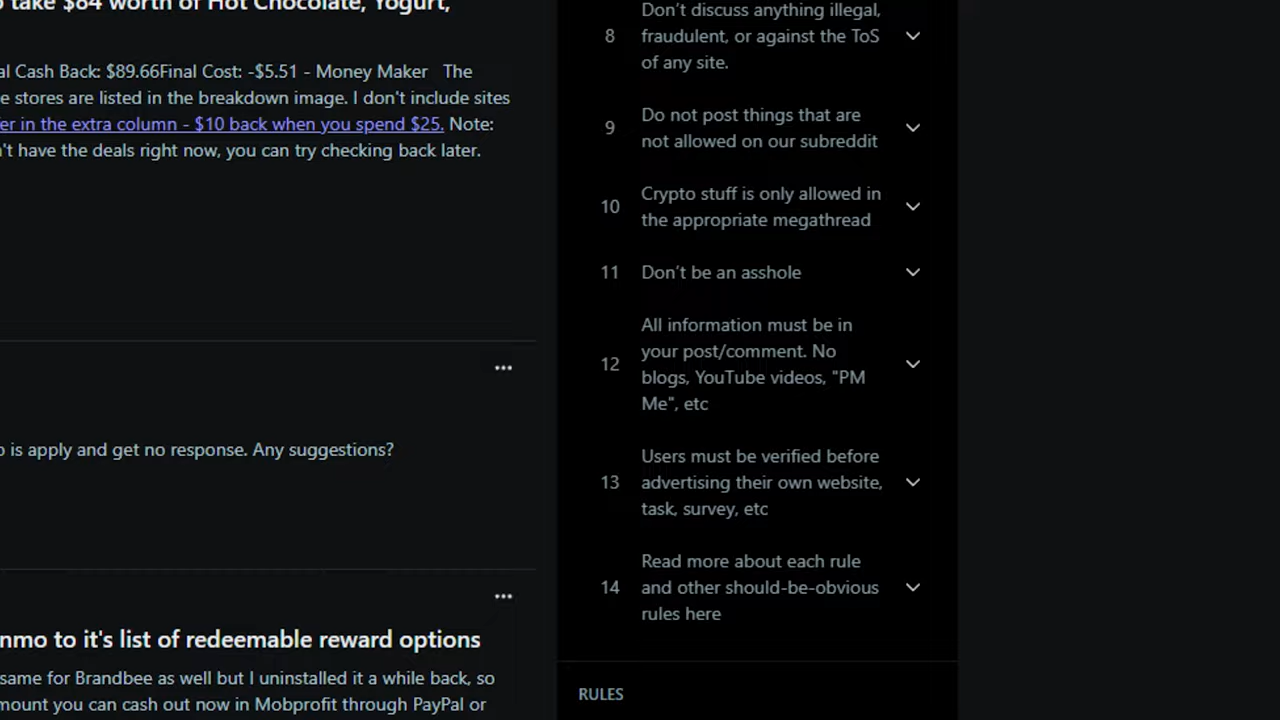 take $84 worth of Hot Chocolate, Yogurt,
al Cash Back: $89.66Final Cost: -$5.51 - Money Maker The
e stores are listed in the breakdown image. I don't include sites
er in the extra column - $10 back when you spend $25. Note:
't have the deals right now, you can try checking back later.
o is apply and get no response. Any suggestions?
nmo to it's list of redeemable reward options
same for Brandbee as well but I uninstalled it a while back, so
mount you can cash out now in Mobprofit through PayPal or
8 Don't discuss anything illegal,
fraudulent, or against the ToS
of any site.
9 Do not post things that are
not allowed on our subreddit
10 Crypto stuff is only allowed in
the appropriate megathread
11 Don't be an asshole
12 All information must be in
your post/comment. No
blogs, YouTube videos, "PM
Me", etc
13 Users must be verified before
advertising their own website,
task, survey, etc
14 Read more about each rule
and other should-be-obvious
rules here
RULES